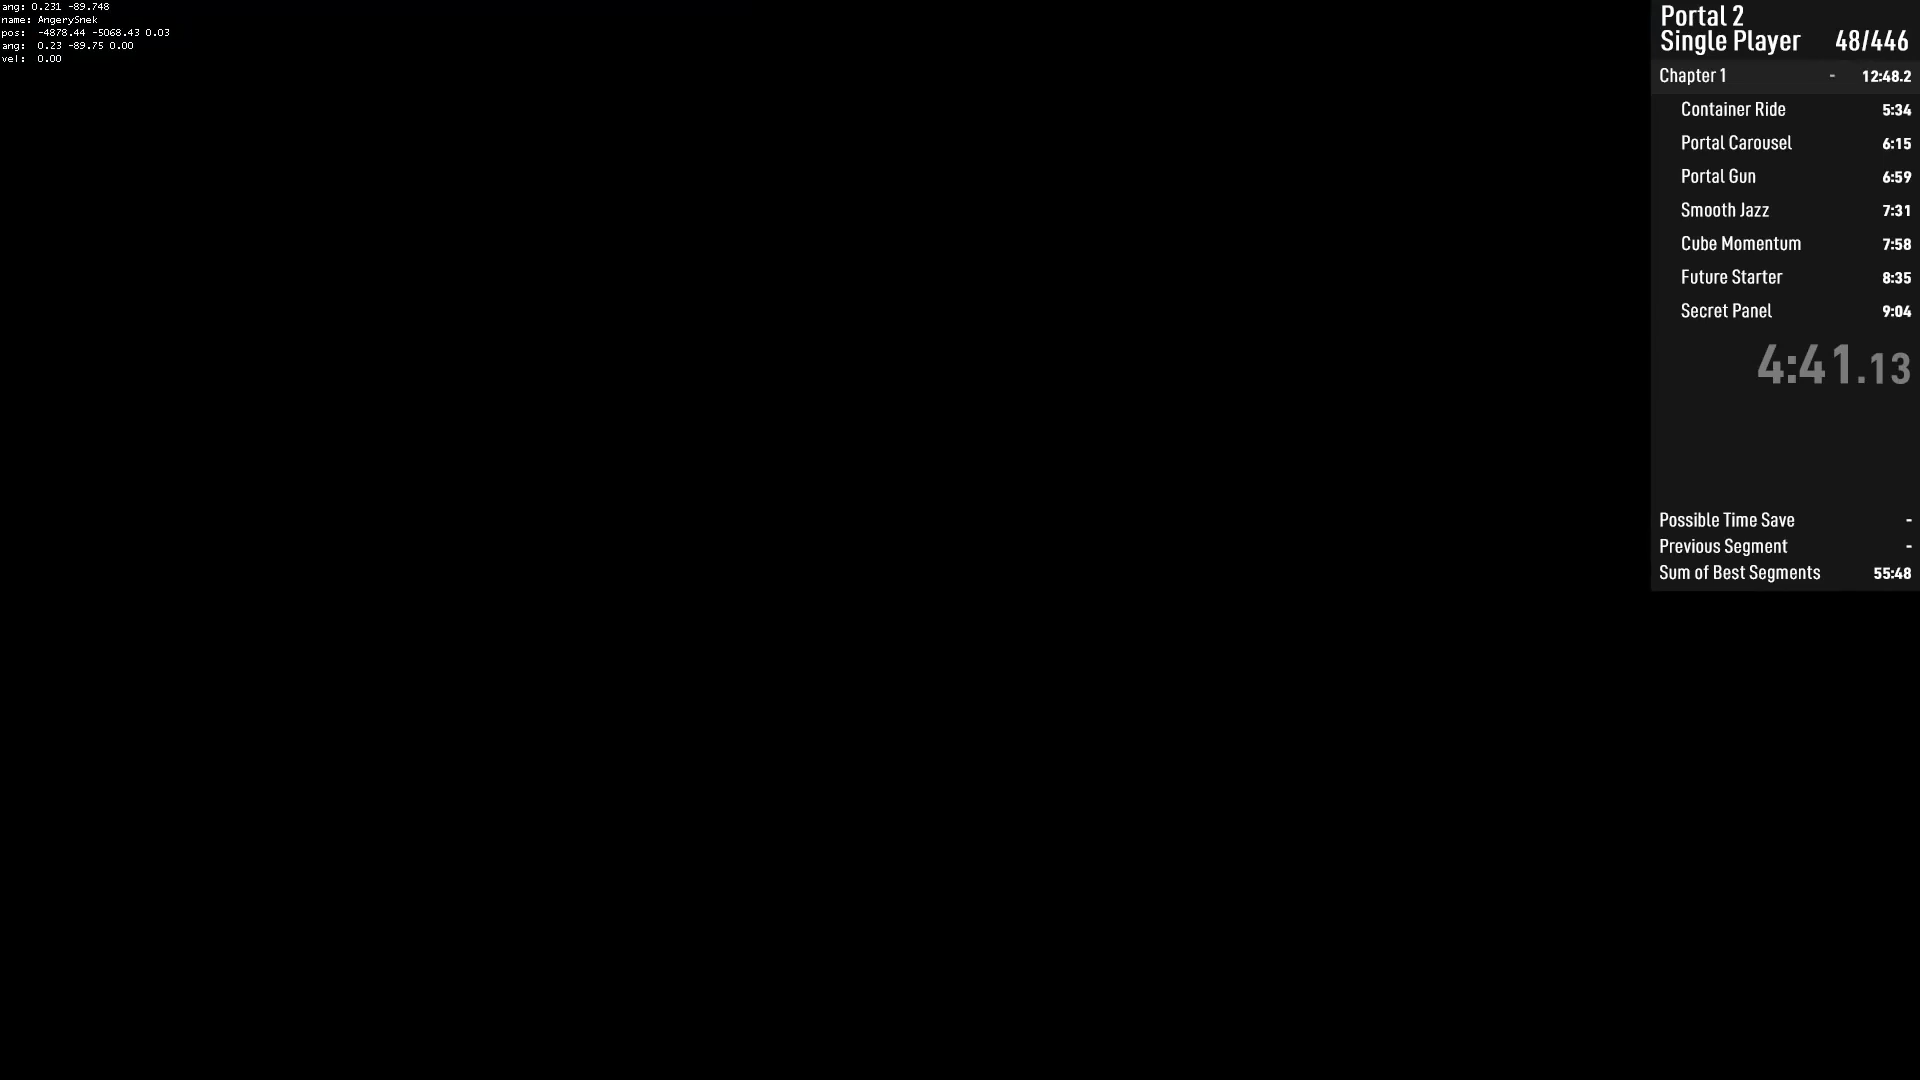 ang: 0.231 -89.748
name: AngerySnek
pos: -4878.44 -5068.43 0.03
ang: 0.23 -89.75 0.00
vel: 0.00
Portal 2
Single Player 48/446
Chapter 1 - 12:48.2
Container Ride 5:34
Portal Carousel 6:15
Portal Gun 6:59
Smooth Jazz 7:31
Cube Momentum 7:58
Future Starter 8:35
Secret Panel 9:04
4:41.13
Possible Time Save -
Previous Segment -
Sum of Best Segments 55:48